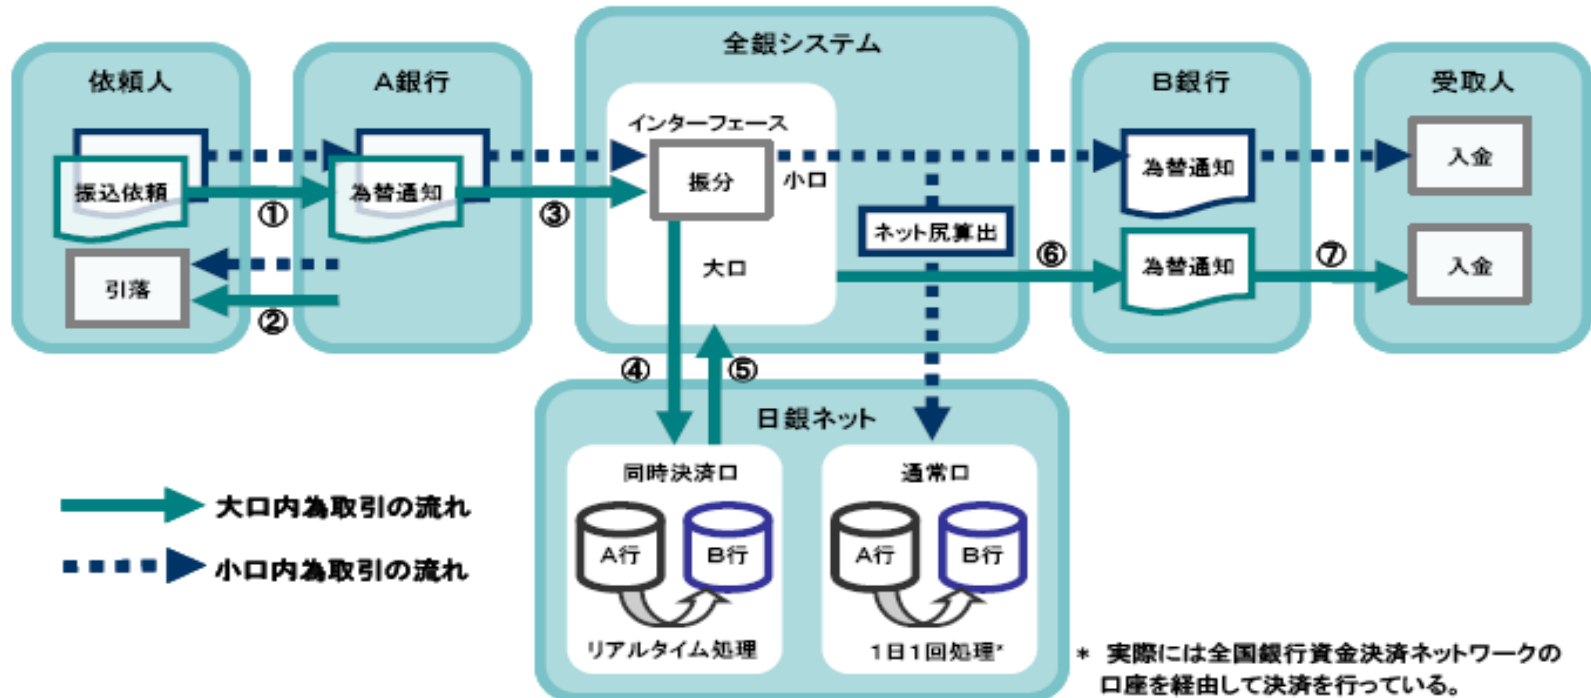 依頼人
振込依頼
①
引落
②
A銀行
為替通知
③
全銀システム
インターフェース
振分
小口
大口
ネット尻算出
④
⑤
⑥
B銀行
為替通知
為替通知
⑦
受取人
入金
入金
日銀ネット
同時決済口
A行
B行
リアルタイム処理
通常口
A行
B行
1日1回処理*
大口内為取引の流れ
小口内為取引の流れ
* 実際には全国銀行資金決済ネットワークの
口座を経由して決済を行っている。